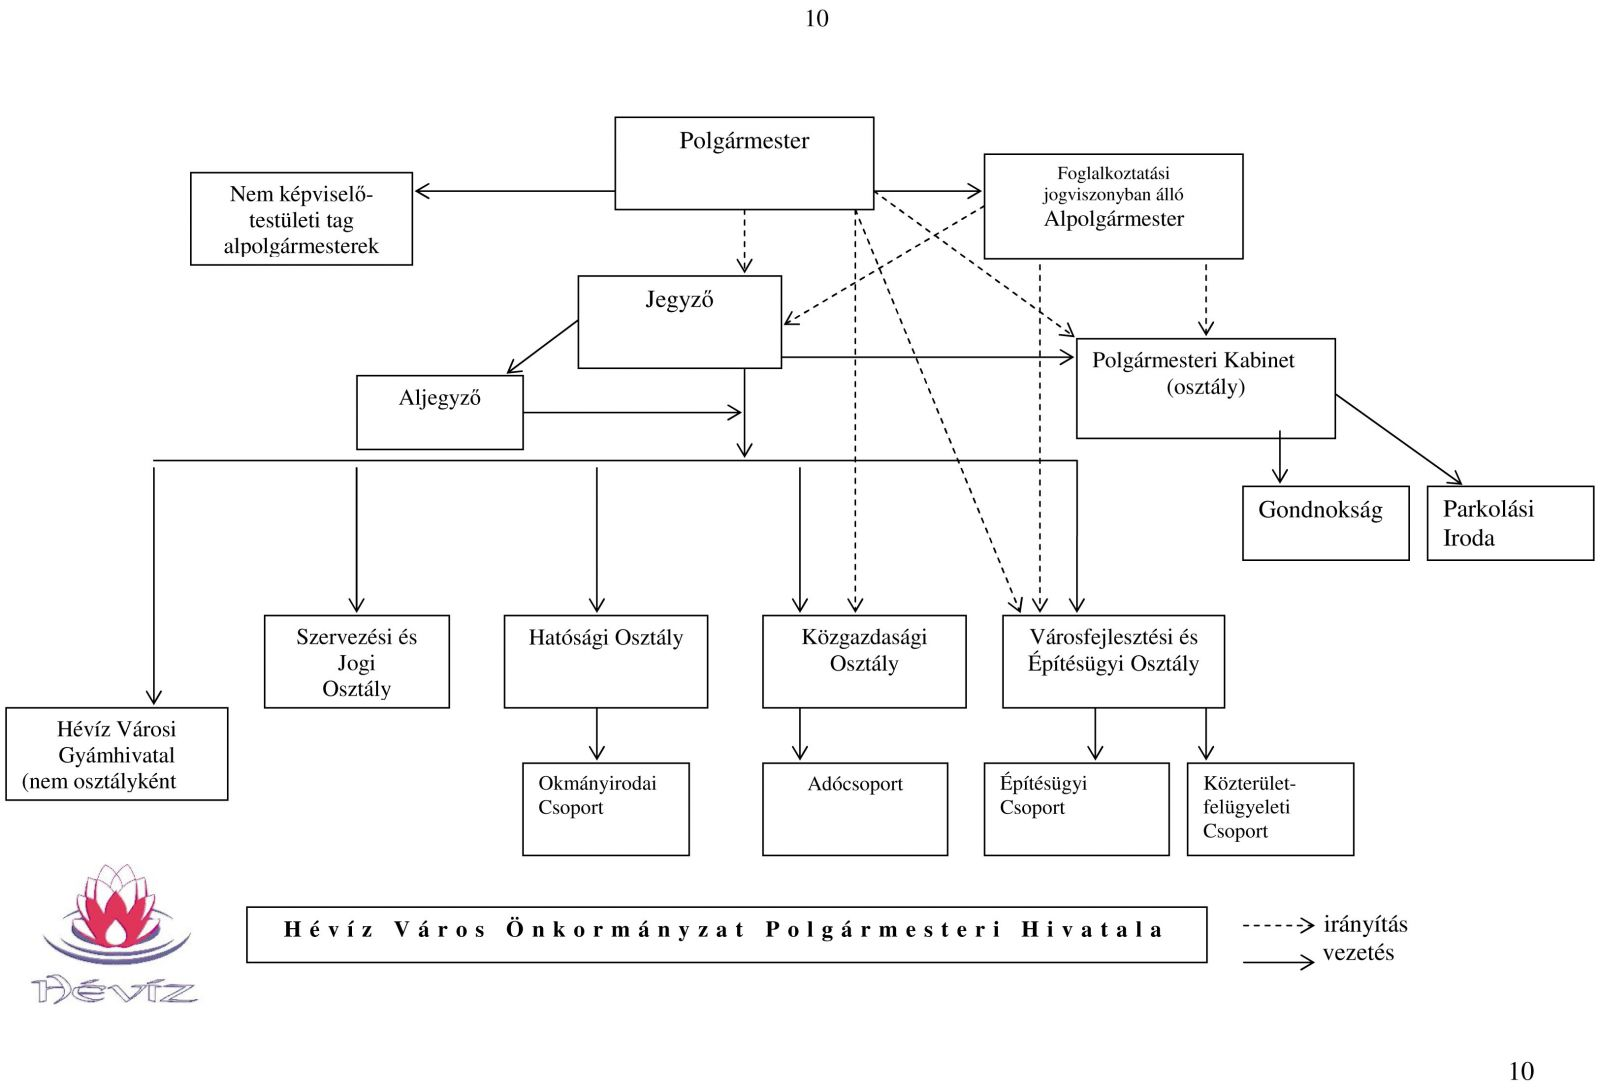 10
Polgármester
Foglalkoztatási
jogviszonyban álló
Alpolgármester
Nem képviselő-
testületi tag
alpolgármesterek
Jegyző
Polgármesteri Kabinet
(osztály)
Aljegyző
Gondnokság
Parkolási
Iroda
Szervezési és
Jogi
Osztály
Hatósági Osztály
Közgazdasági
Osztály
Városfejlesztési és
Építésügyi Osztály
Hévíz Városi
Gyámhivatal
(nem osztályként
Okmányirodai
Csoport
Adócsoport
Építésügyi
Csoport
Közterület-
felügyeleti
Csoport
Hévíz
Hévíz Város Önkormányzat Polgármesteri Hivatala
irányítás
vezetés
10